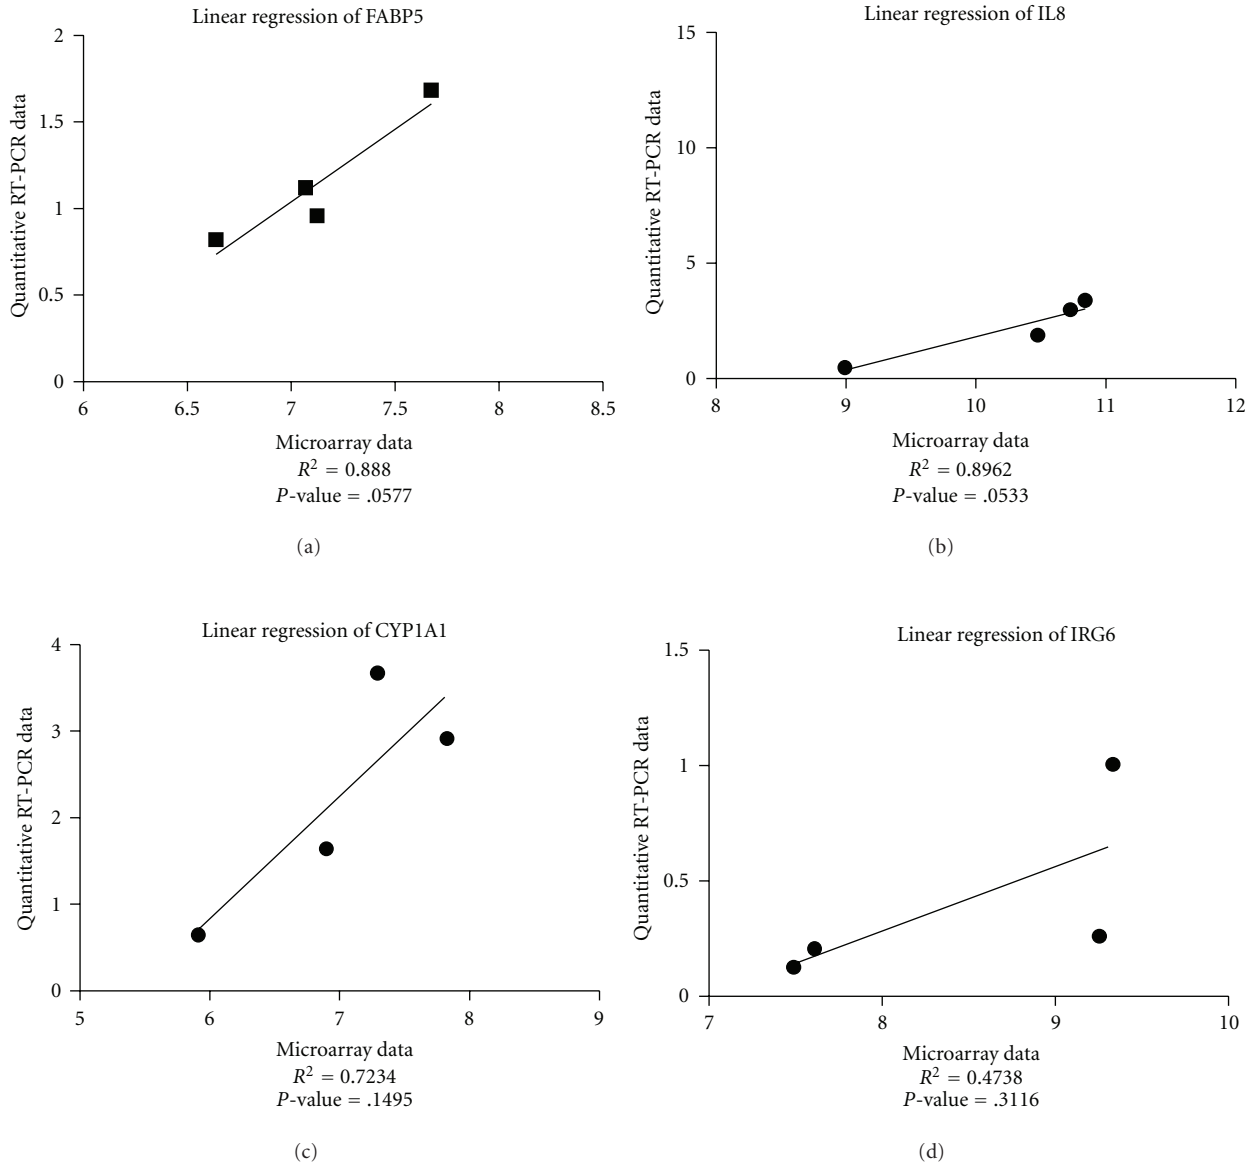 Linear regression of FABP5
2
1.5
1
0.5
0
6
6.5
7
7.5
8
8.5
Quantitative RT-PCR data
Microarray data
R² = 0.888
P-value = .0577
(a)
Linear regression of IL8
15
10
5
0
8
9
10
11
12
Quantitative RT-PCR data
Microarray data
R² = 0.8962
P-value = .0533
(b)
Linear regression of CYP1A1
4
3
2
1
0
5
6
7
8
9
Quantitative RT-PCR data
Microarray data
R² = 0.7234
P-value = .1495
(c)
Linear regression of IRG6
1.5
1
0.5
0
7
8
9
10
Quantitative RT-PCR data
Microarray data
R² = 0.4738
P-value = .3116
(d)